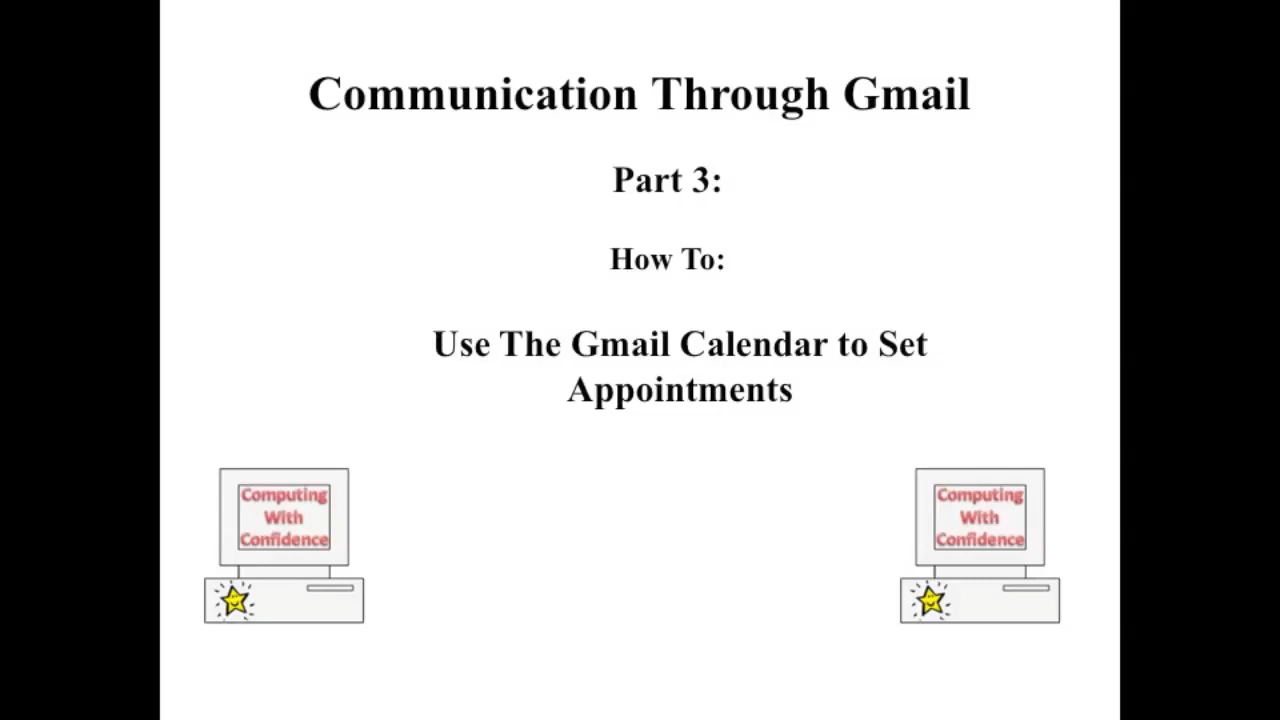 Communication Through Gmail
Part 3:
How To:
Use The Gmail Calendar to Set
Appointments
Computing
With
Confidence
Computing
With
Confidence